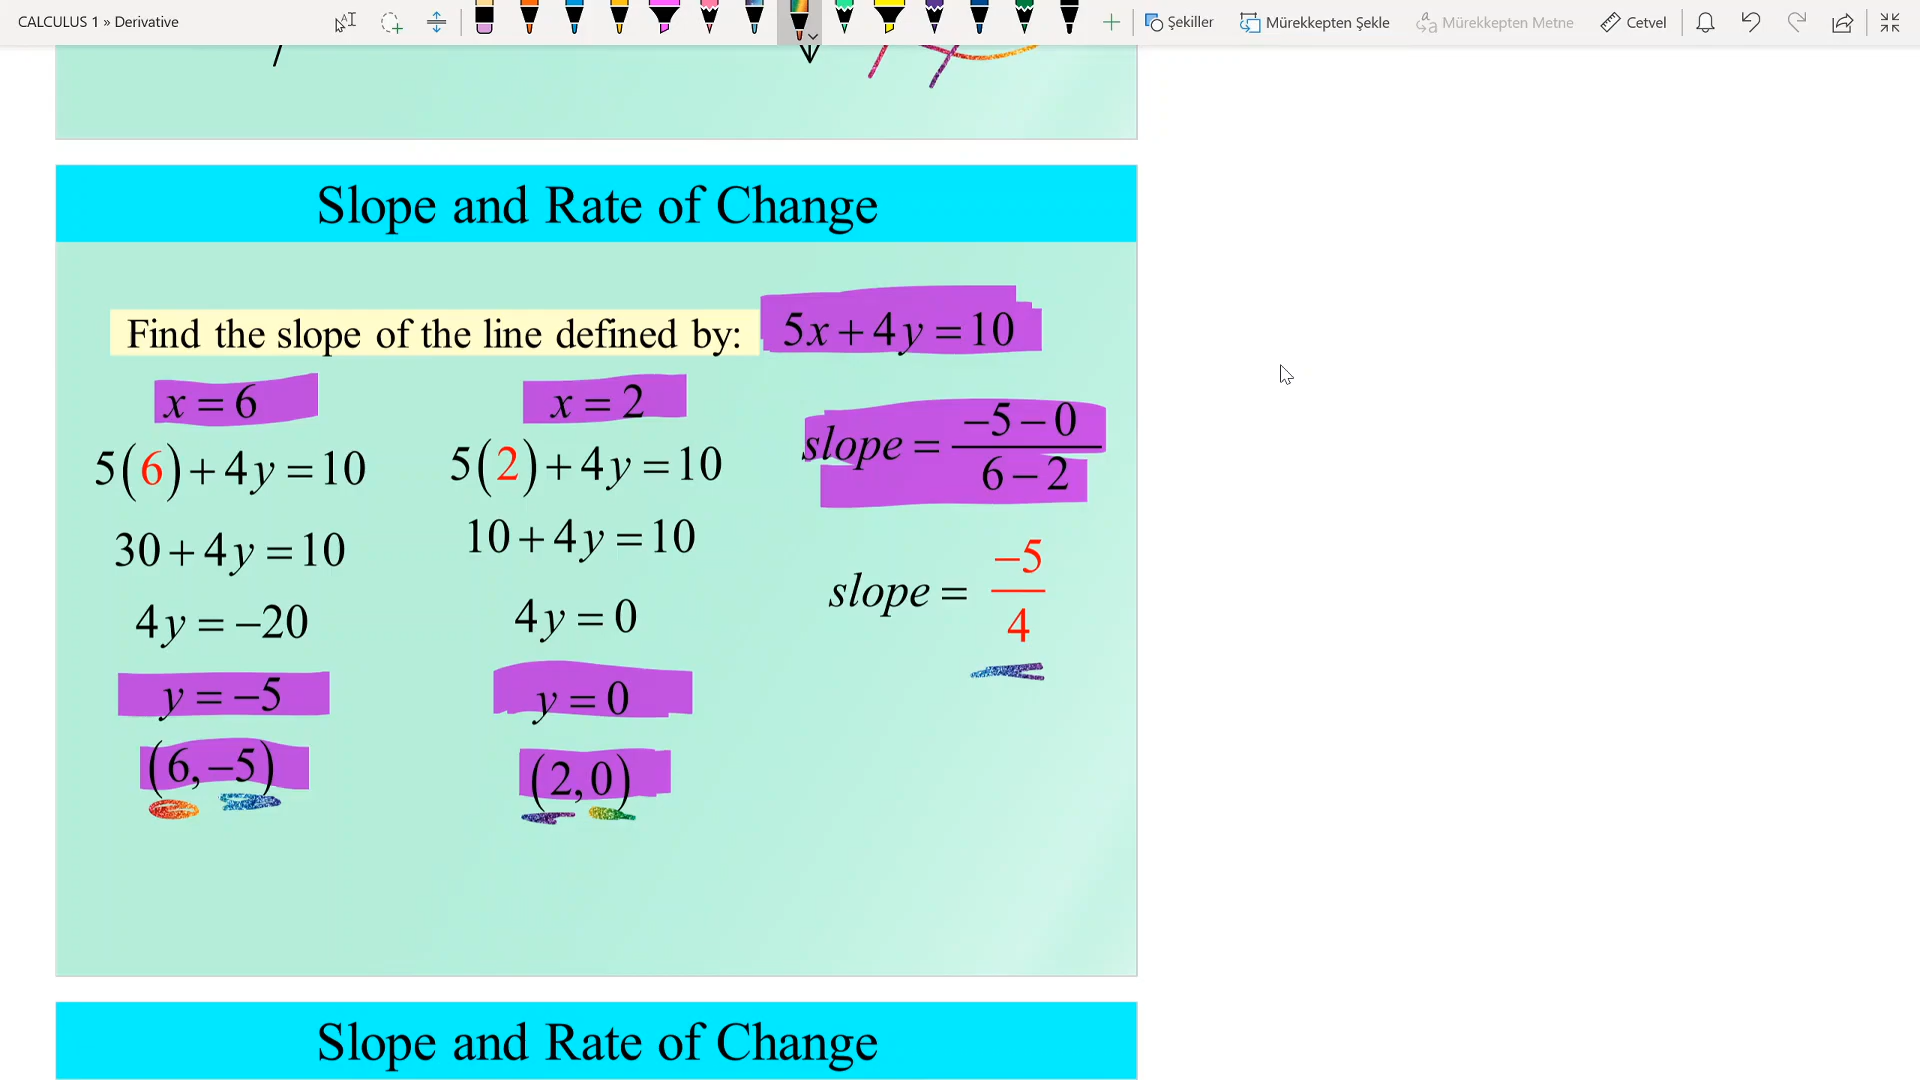 CALCULUS 1 » Derivative
Şekiller
Mürekkepten Şekle
Mürekkepten Metne
Cetvel
Slope and Rate of Change
Find the slope of the line defined by: 5x + 4y = 10
x = 6
5(6) + 4y = 10
30 + 4y = 10
4y = −20
y = −5
(6, −5)
x = 2
5(2) + 4y = 10
10 + 4y = 10
4y = 0
y = 0
(2, 0)
slope = −5 − 0
6 − 2
slope = −5
4
Slope and Rate of Change